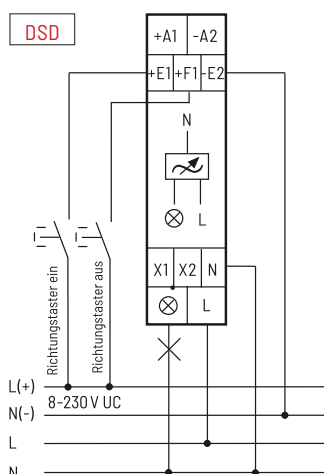 DSD
+A1 -A2
+E1 +F1 -E2
N
L
X1 X2 N
L
Richtungstaster ein
Richtungstaster aus
L(+)
8-230 V UC
N(-)
L
N